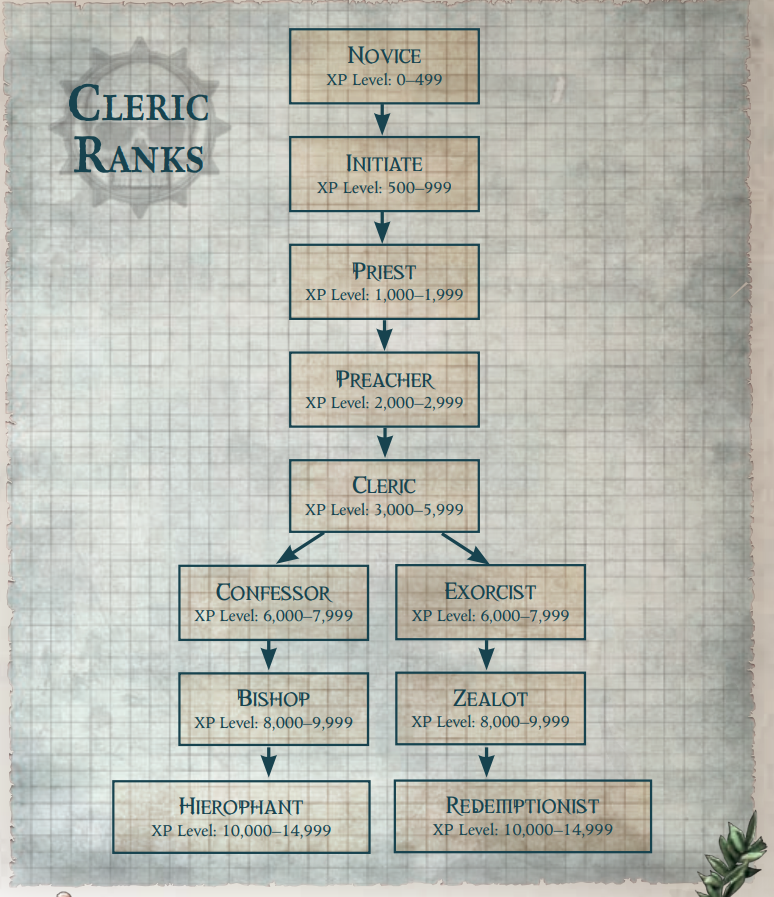 Cleric
Ranks
Novice
XP Level: 0–499
Initiate
XP Level: 500–999
Priest
XP Level: 1,000–1,999
Preacher
XP Level: 2,000–2,999
Cleric
XP Level: 3,000–5,999
Confessor
XP Level: 6,000–7,999
Exorcist
XP Level: 6,000–7,999
Bishop
XP Level: 8,000–9,999
Zealot
XP Level: 8,000–9,999
Hierophant
XP Level: 10,000–14,999
Redemptionist
XP Level: 10,000–14,999